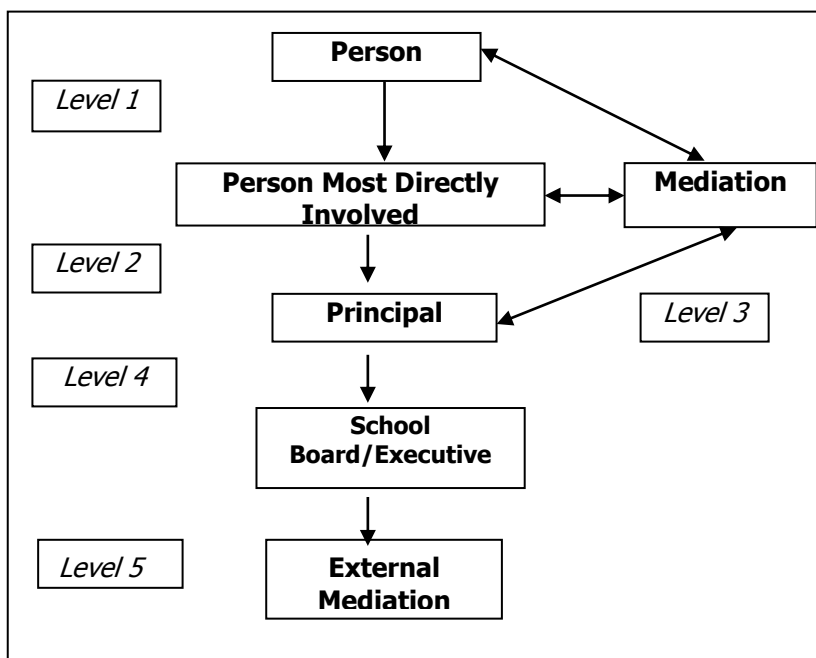 Person
Level 1
Person Most Directly
Involved
Mediation
Level 2
Principal
Level 3
Level 4
School
Board/Executive
Level 5
External
Mediation